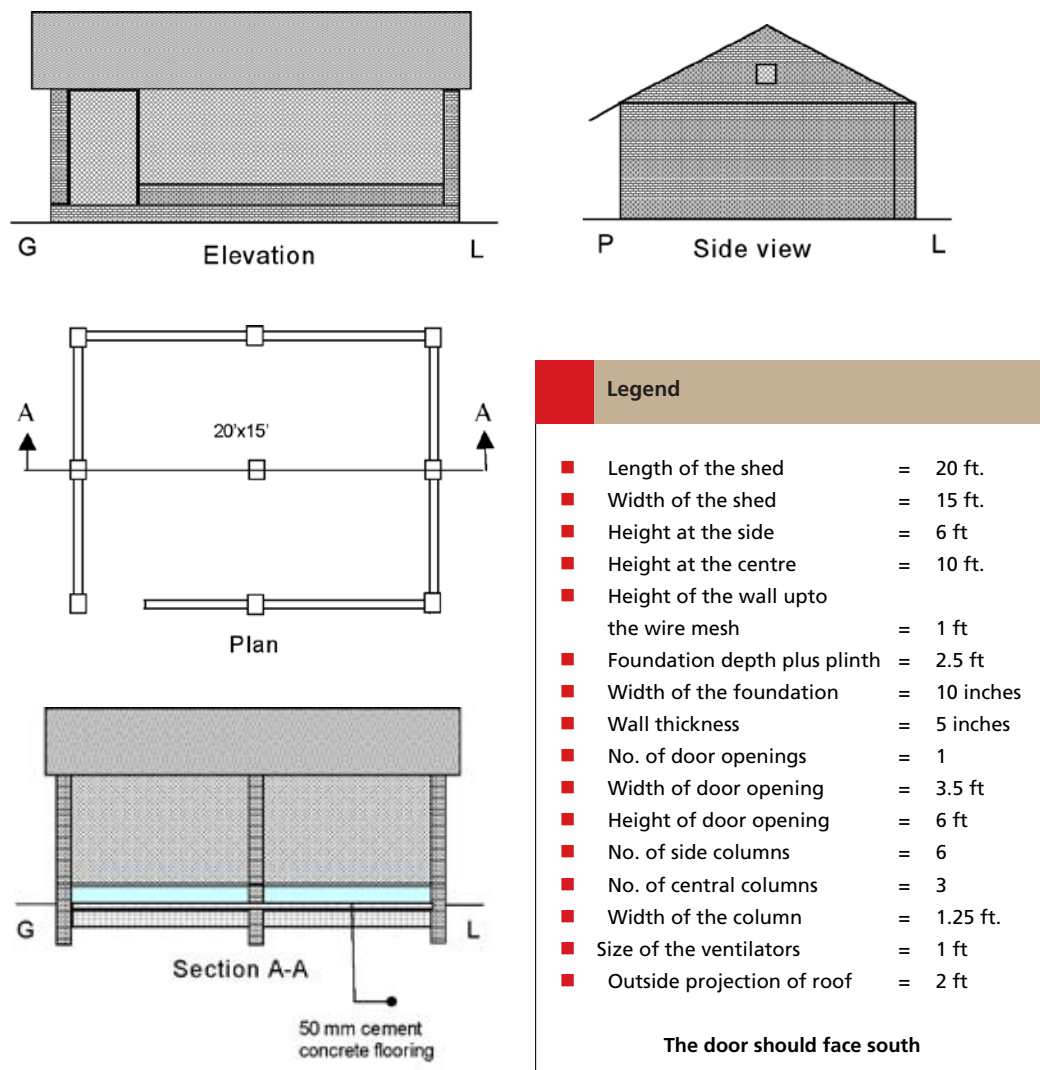 G
Elevation
L
P
Side view
L
A
A
20'x15'
Plan
G
L
Section A-A
50 mm cement
concrete flooring
Legend
Length of the shed = 20 ft.
Width of the shed = 15 ft.
Height at the side = 6 ft
Height at the centre = 10 ft.
Height of the wall upto
the wire mesh = 1 ft
Foundation depth plus plinth = 2.5 ft
Width of the foundation = 10 inches
Wall thickness = 5 inches
No. of door openings = 1
Width of door opening = 3.5 ft
Height of door opening = 6 ft
No. of side columns = 6
No. of central columns = 3
Width of the column = 1.25 ft.
Size of the ventilators = 1 ft
Outside projection of roof = 2 ft
The door should face south